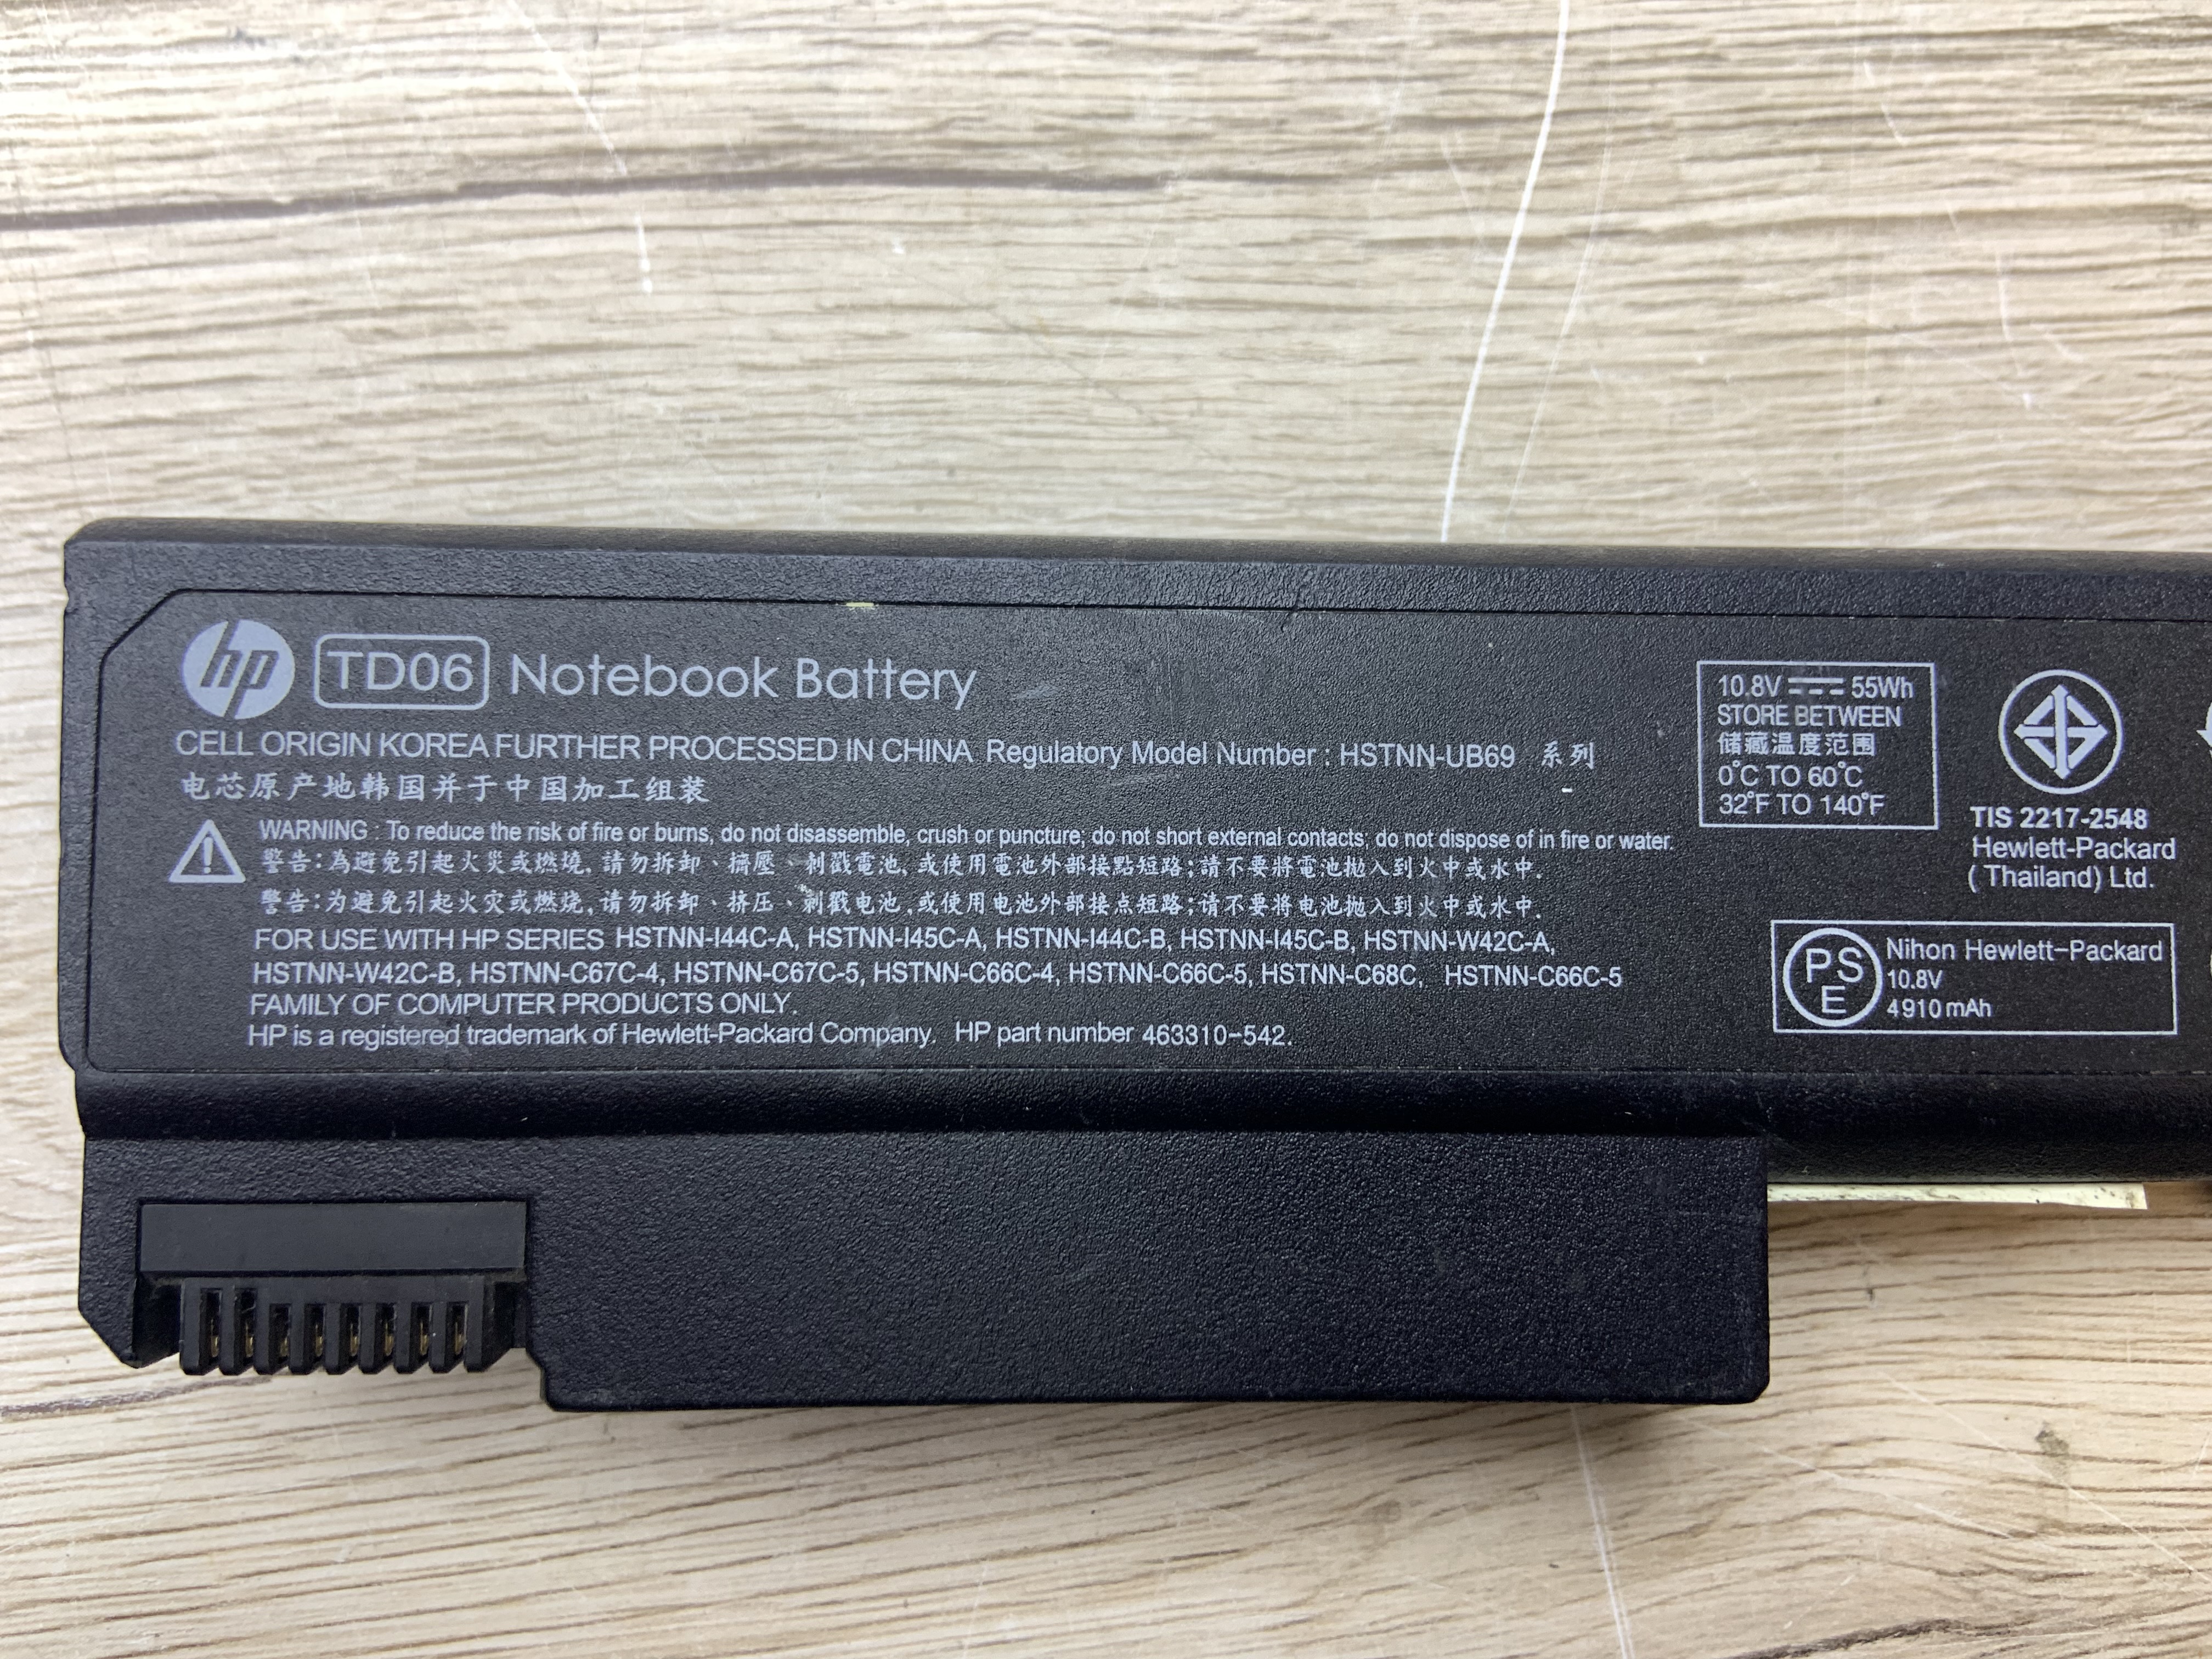 hp TD06 Notebook Battery
CELL ORIGIN KOREA FURTHER PROCESSED IN CHINA Regulatory Model Number : HSTNN-UB69 系列
电芯原产地韩国并于中国加工组装
WARNING : To reduce the risk of fire or burns, do not disassemble, crush or puncture; do not short external contacts; do not dispose of in fire or water.
警告:為避免引起火災或燃燒,請勿拆卸、擠壓、刺戳電池,或使用電池外部接點短路;請不要將電池拋入到火中或水中.
警告:为避免引起火灾或燃烧,请勿拆卸、挤压、刺戳电池,或使用电池外部接点短路;请不要将电池抛入到火中或水中.
FOR USE WITH HP SERIES HSTNN-I44C-A, HSTNN-I45C-A, HSTNN-I44C-B, HSTNN-I45C-B, HSTNN-W42C-A,
HSTNN-W42C-B, HSTNN-C67C-4, HSTNN-C67C-5, HSTNN-C66C-4, HSTNN-C66C-5, HSTNN-C68C, HSTNN-C66C-5
FAMILY OF COMPUTER PRODUCTS ONLY.
HP is a registered trademark of Hewlett-Packard Company. HP part number 463310-542.
10.8V 55Wh
STORE BETWEEN
储藏温度范围
0°C TO 60°C
32°F TO 140°F
TIS 2217-2548
Hewlett-Packard
( Thailand) Ltd.
PSE
Nihon Hewlett-Packard
10.8V
4910 mAh